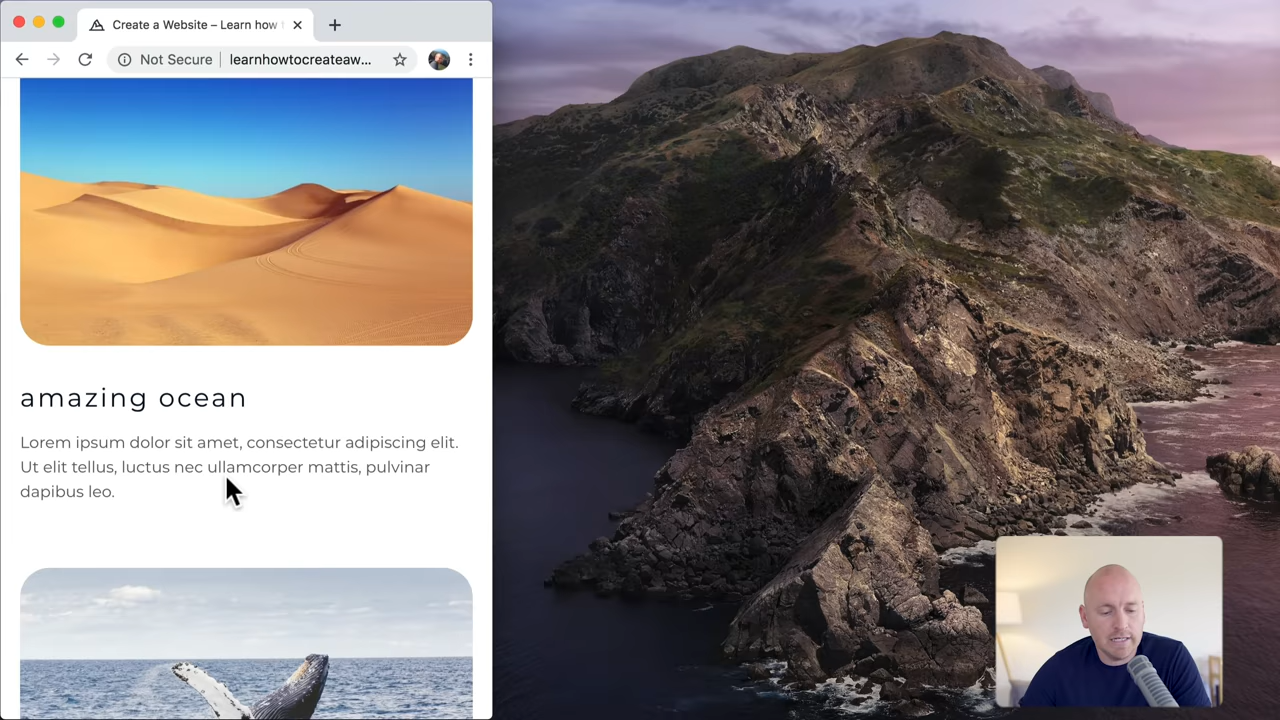 Create a Website – Learn how
Not Secure
learnhowtocreateaw...
amazing ocean
Lorem ipsum dolor sit amet, consectetur adipiscing elit.
Ut elit tellus, luctus nec ullamcorper mattis, pulvinar
dapibus leo.